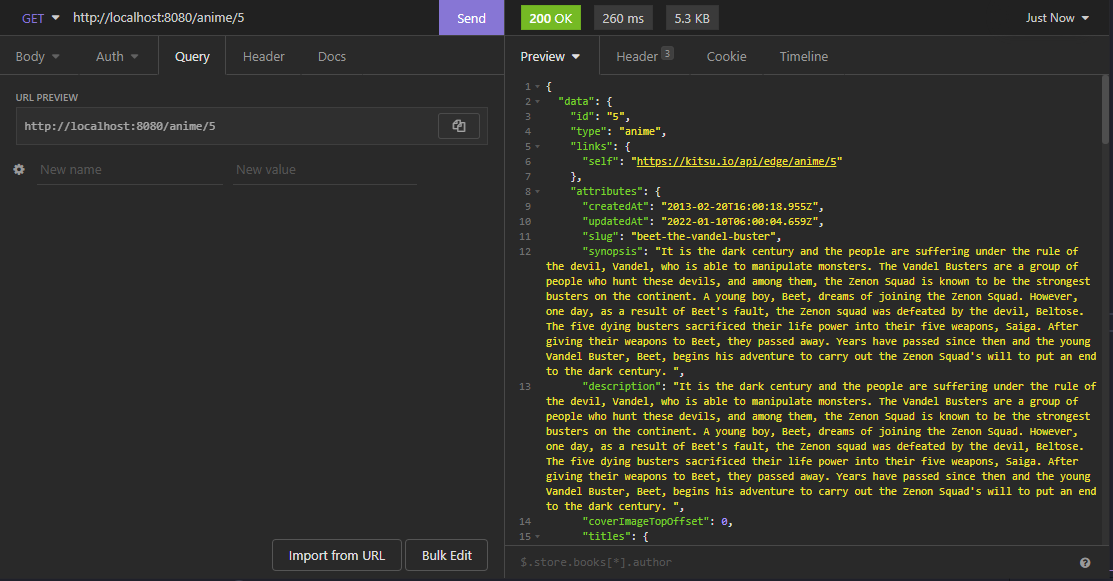 GET http://localhost:8080/anime/5 Send
200 OK 260 ms 5.3 KB Just Now
Body Auth Query Header Docs
Preview Header 3 Cookie Timeline
URL PREVIEW
http://localhost:8080/anime/5
New name New value
Import from URL Bulk Edit
1 {
2 "data": {
3 "id": "5",
4 "type": "anime",
5 "links": {
6 "self": "https://kitsu.io/api/edge/anime/5"
7 },
8 "attributes": {
9 "createdAt": "2013-02-20T16:00:18.955Z",
10 "updatedAt": "2022-01-10T06:00:04.659Z",
11 "slug": "beet-the-vandel-buster",
12 "synopsis": "It is the dark century and the people are suffering under the rule of
the devil, Vandel, who is able to manipulate monsters. The Vandel Busters are a group of
people who hunt these devils, and among them, the Zenon Squad is known to be the strongest
busters on the continent. A young boy, Beet, dreams of joining the Zenon Squad. However,
one day, as a result of Beet's fault, the Zenon squad was defeated by the devil, Beltose.
The five dying busters sacrificed their life power into their five weapons, Saiga. After
giving their weapons to Beet, they passed away. Years have passed since then and the young
Vandel Buster, Beet, begins his adventure to carry out the Zenon Squad's will to put an end
to the dark century. ",
13 "description": "It is the dark century and the people are suffering under the rule of
the devil, Vandel, who is able to manipulate monsters. The Vandel Busters are a group of
people who hunt these devils, and among them, the Zenon Squad is known to be the strongest
busters on the continent. A young boy, Beet, dreams of joining the Zenon Squad. However,
one day, as a result of Beet's fault, the Zenon squad was defeated by the devil, Beltose.
The five dying busters sacrificed their life power into their five weapons, Saiga. After
giving their weapons to Beet, they passed away. Years have passed since then and the young
Vandel Buster, Beet, begins his adventure to carry out the Zenon Squad's will to put an end
to the dark century. ",
14 "coverImageTopOffset": 0,
15 "titles": {
$.store.books[*].author